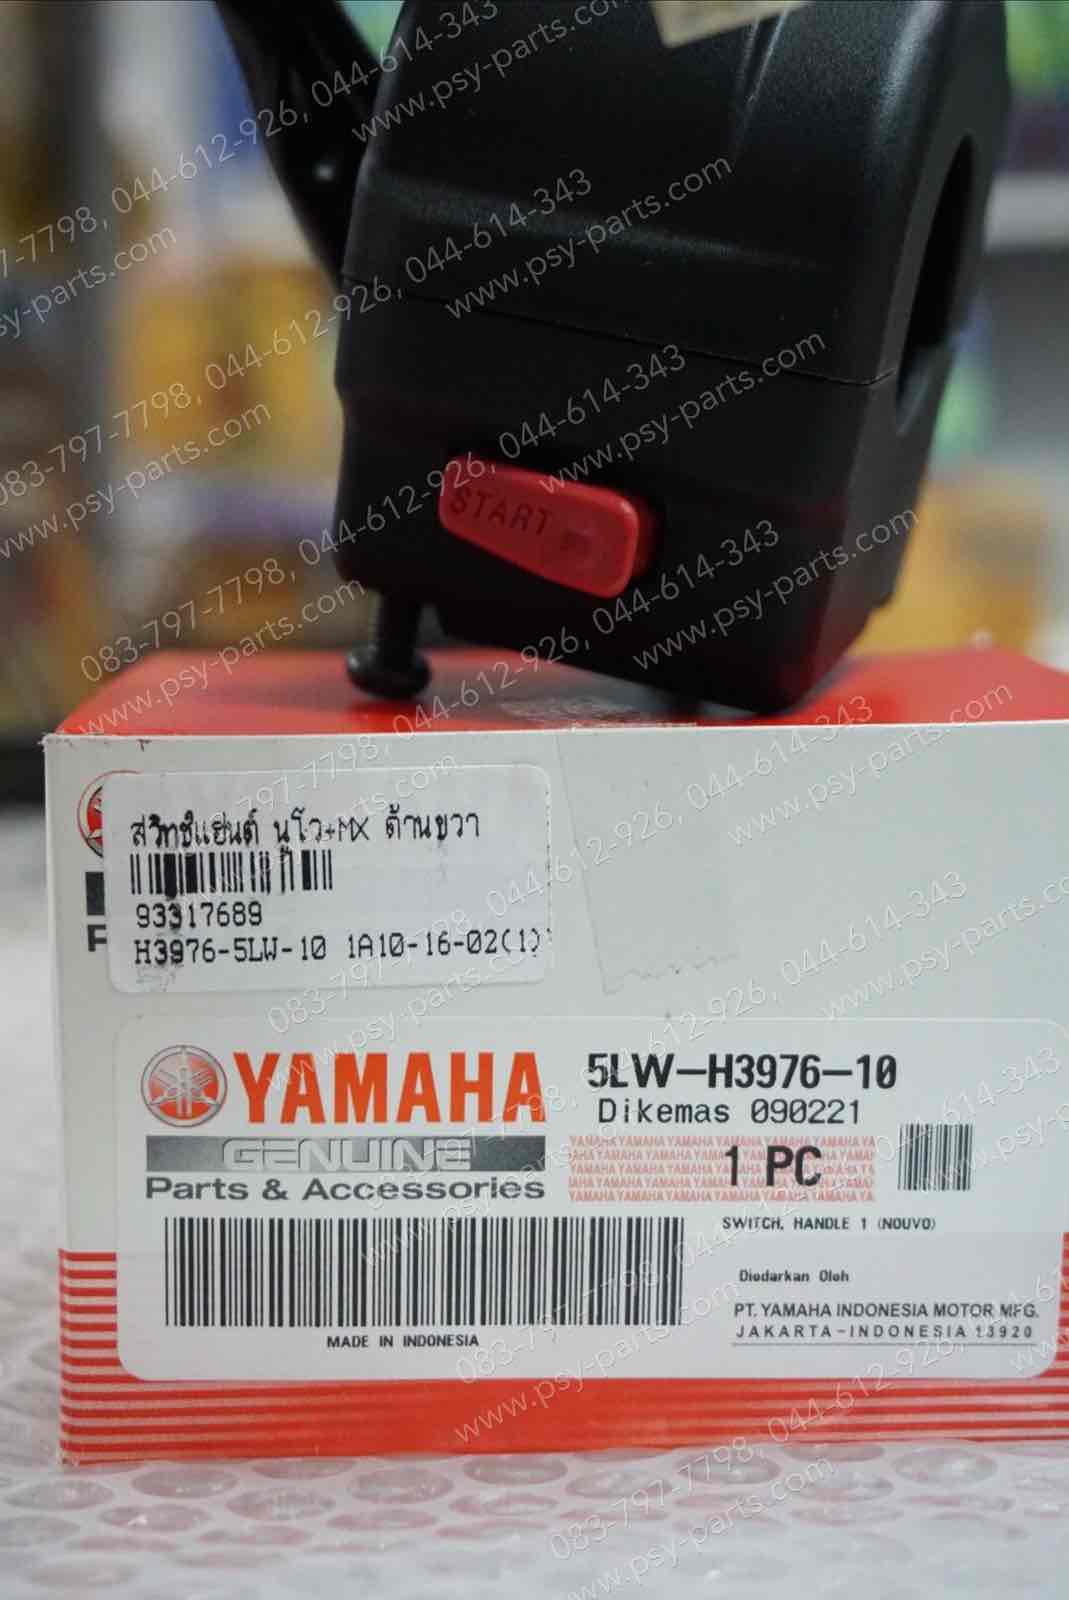 START
สวิทช์แฮนด์ นูโว+MX ด้านขวา
93317689
H3976-5LW-10 1A10-16-02(1)
YAMAHA
GENUINE
Parts & Accessories
5LW-H3976-10
Dikemas 090221
1 PC
SWITCH, HANDLE 1 (NOUVO)
Diedarkan Oleh
PT. YAMAHA INDONESIA MOTOR MFG.
JAKARTA-INDONESIA 13920
MADE IN INDONESIA
083-797-7798, 044-612-926, 044-614-343
www.psy-parts.com